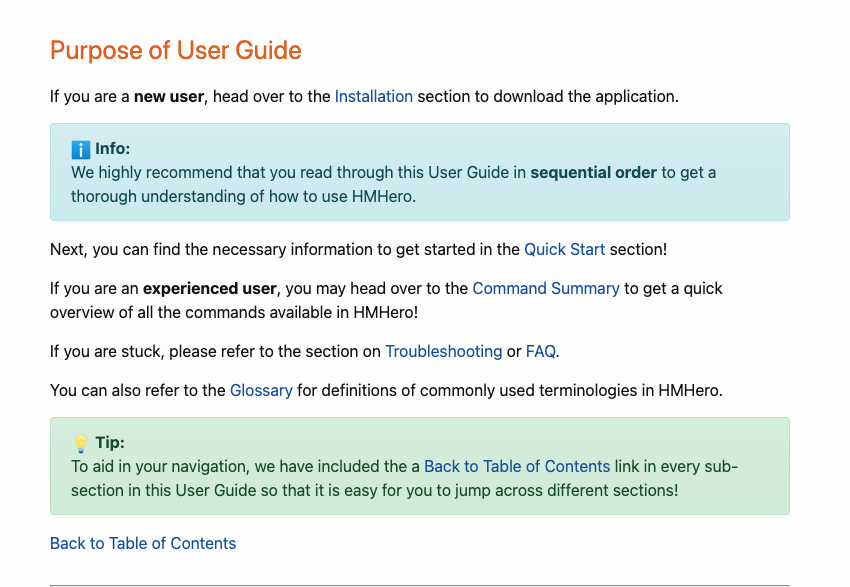 Purpose of User Guide
If you are a new user, head over to the Installation section to download the application.
ℹ️ Info:
We highly recommend that you read through this User Guide in sequential order to get a
thorough understanding of how to use HMHero.
Next, you can find the necessary information to get started in the Quick Start section!
If you are an experienced user, you may head over to the Command Summary to get a quick
overview of all the commands available in HMHero!
If you are stuck, please refer to the section on Troubleshooting or FAQ.
You can also refer to the Glossary for definitions of commonly used terminologies in HMHero.
💡 Tip:
To aid in your navigation, we have included the a Back to Table of Contents link in every sub-
section in this User Guide so that it is easy for you to jump across different sections!
Back to Table of Contents